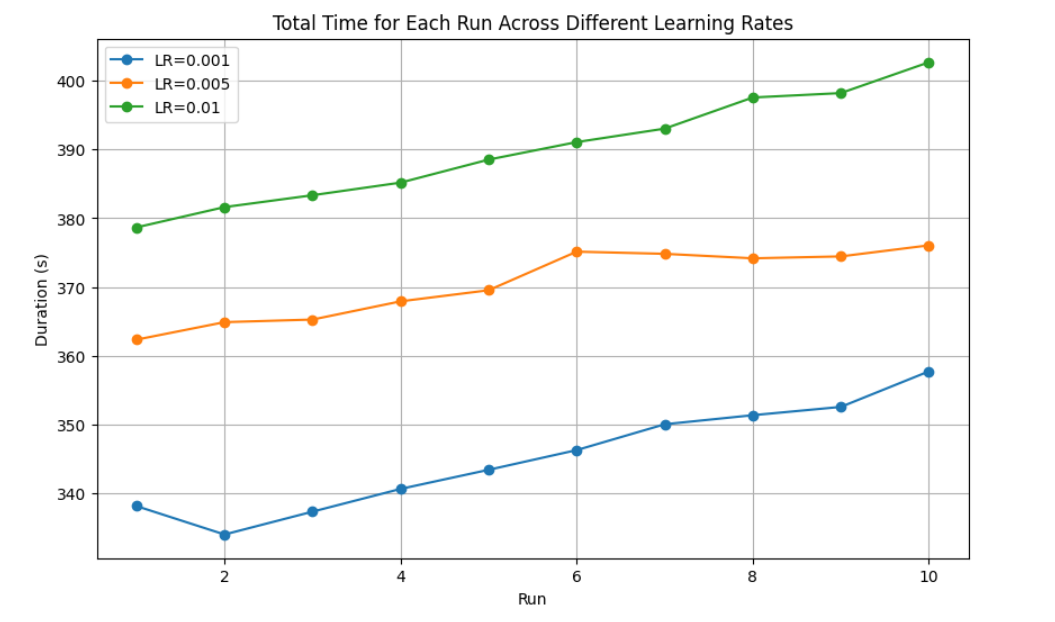 Total Time for Each Run Across Different Learning Rates
LR=0.001
LR=0.005
LR=0.01
400
390
380
370
360
350
340
Duration (s)
2 4 6 8 10
Run